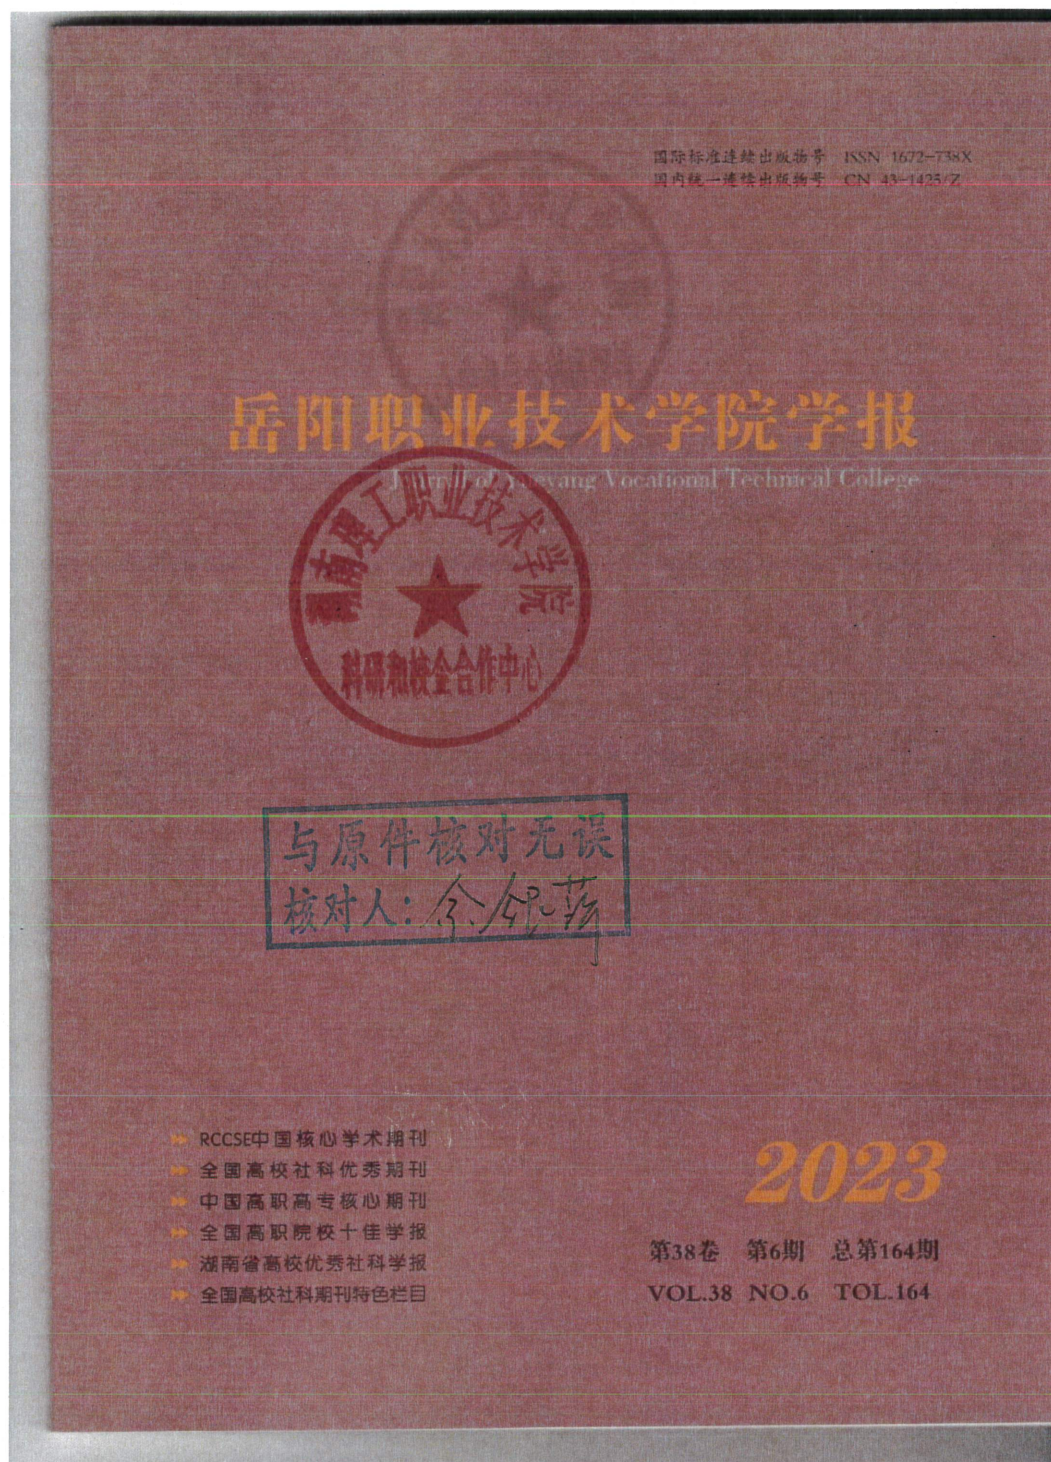 国际标准连续出版物号 ISSN 1672-738X
国内统一连续出版物号 CN 43-1425/Z
岳阳职业技术学院学报
Journal of Yueyang Vocational Technical College
湖南理工职业技术学院
科研和校企合作中心
与原件核对无误
核对人:
RCCSE中国核心学术期刊
全国高校社科优秀期刊
中国高职高专核心期刊
全国高职院校十佳学报
湖南省高校优秀社科学报
全国高校社科期刊特色栏目
2023
第38卷 第6期 总第164期
VOL.38 NO.6 TOL.164